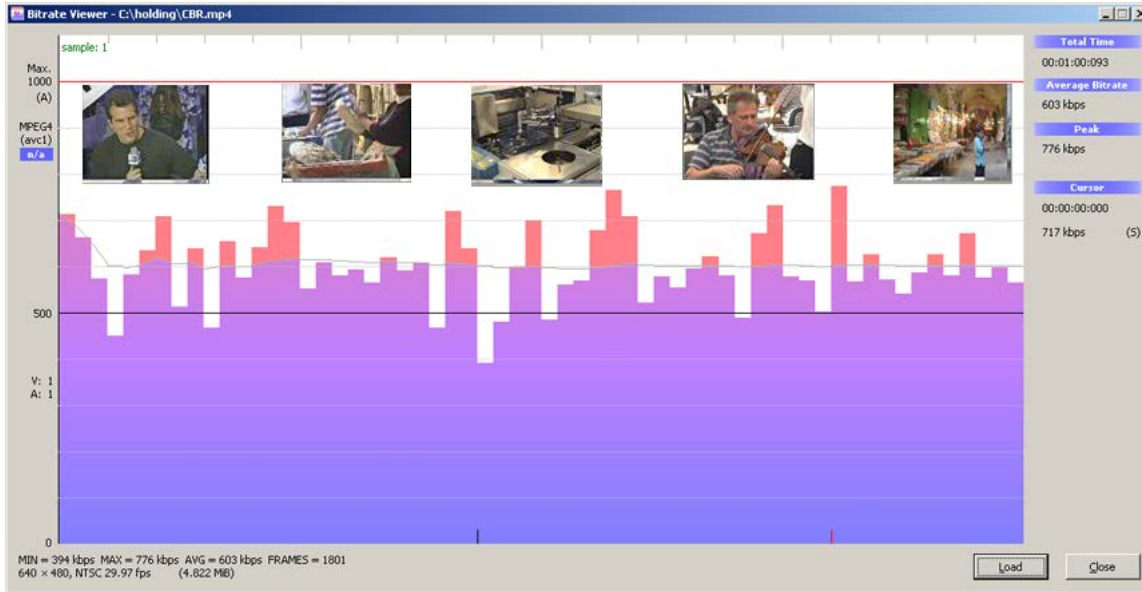 Bitrate Viewer - C:\holding\CBR.mp4
sample: 1
Max.
1000
(A)
MPEG4
(avc1)
n/a
500
V: 1
A: 1
0
Total Time
00:01:00:093
Average Bitrate
603 kbps
Peak
776 kbps
Cursor
00:00:00:000
717 kbps (S)
MIN = 394 kbps MAX = 776 kbps AVG = 603 kbps FRAMES = 1801
640 × 480, NTSC 29.97 fps (4.822 MiB)
Load
Close